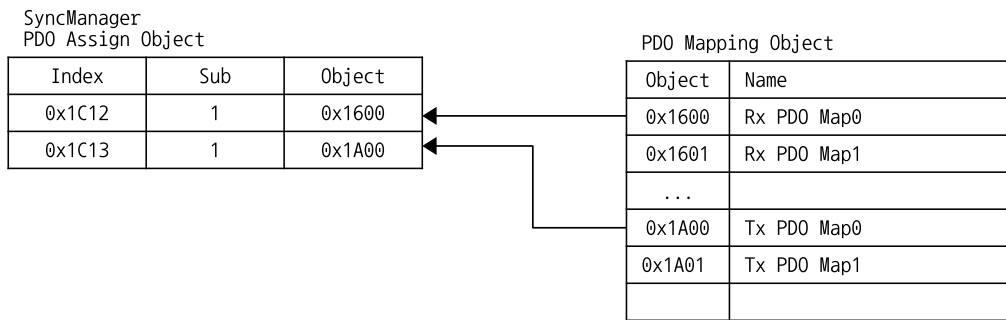 SyncManager
PDO Assign Object
Index Sub Object
0x1C12 1 0x1600
0x1C13 1 0x1A00
PDO Mapping Object
Object Name
0x1600 Rx PDO Map0
0x1601 Rx PDO Map1
...
0x1A00 Tx PDO Map0
0x1A01 Tx PDO Map1